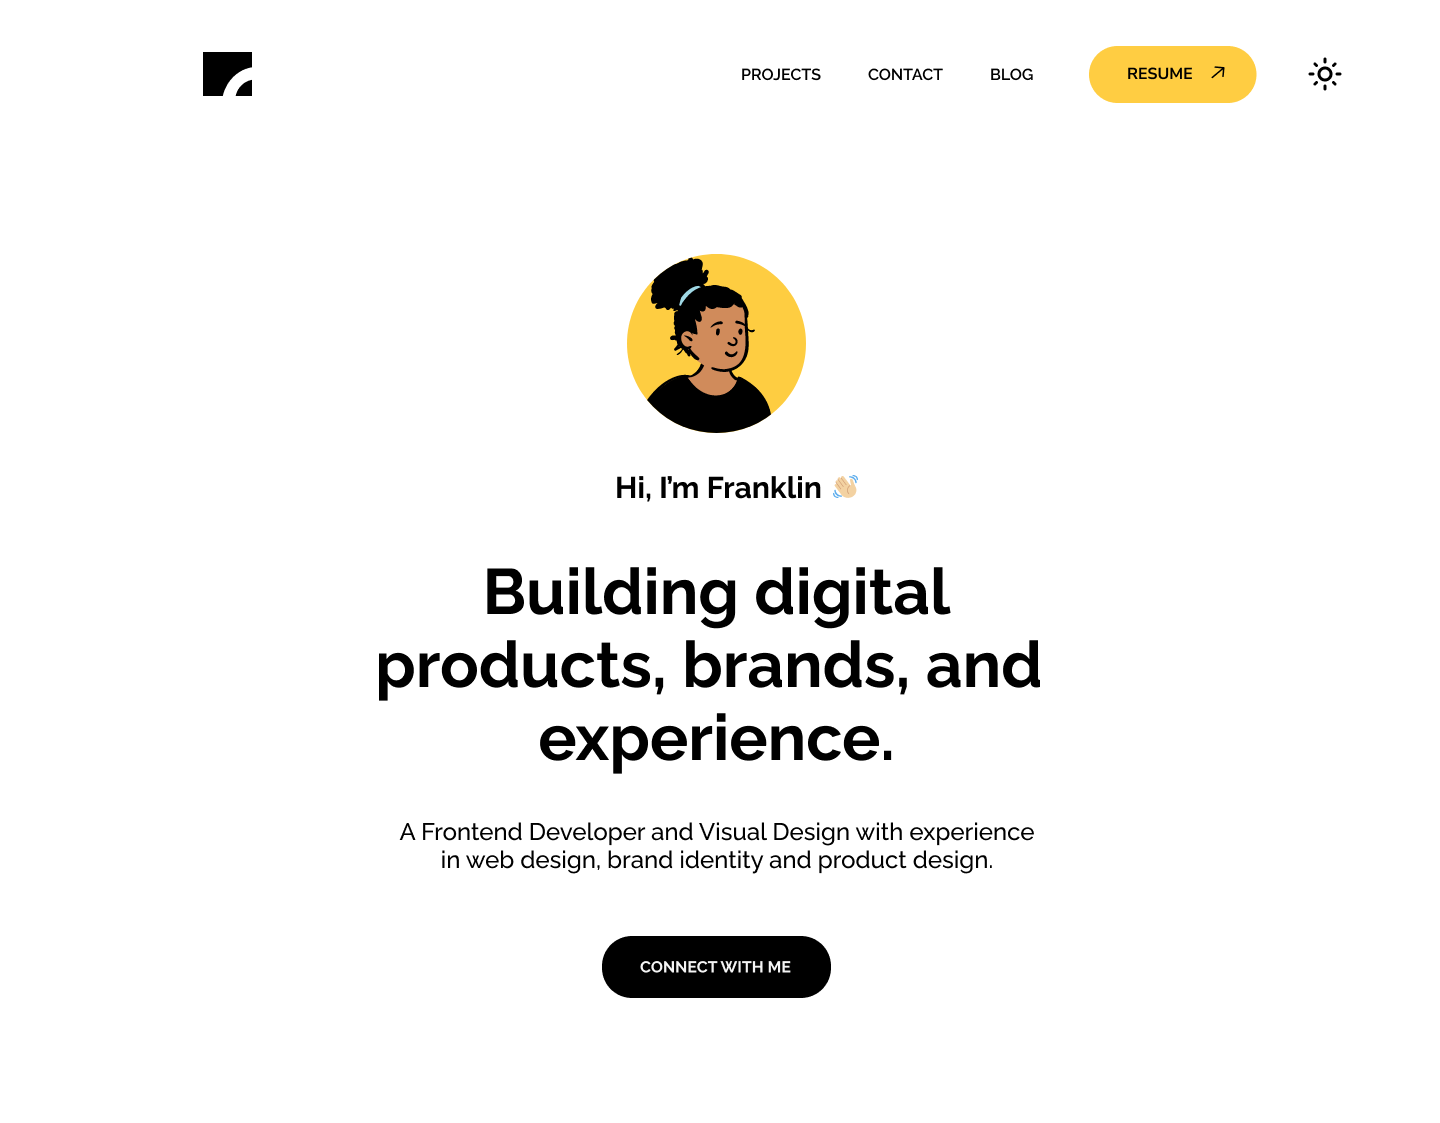 PROJECTS CONTACT BLOG RESUME
Hi, I’m Franklin 👋🏼
Building digital
products, brands, and
experience.
A Frontend Developer and Visual Design with experience
in web design, brand identity and product design.
CONNECT WITH ME